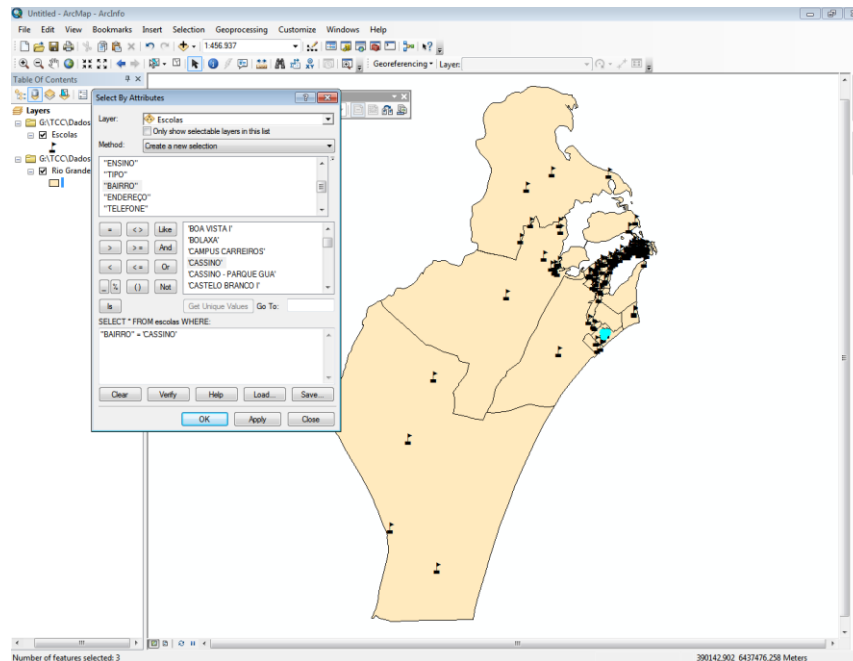 Untitled - ArcMap - ArcInfo
File Edit View Bookmarks Insert Selection Geoprocessing Customize Windows Help
1:456.937
Georeferencing Layer:
Table Of Contents
Layers
G:\TCC\Dados
Escolas
G:\TCC\Dados
Rio Grande
Select By Attributes
Layer: Escolas
Only show selectable layers in this list
Method: Create a new selection
"ENSINO"
"TIPO"
"BAIRRO"
"ENDEREÇO"
"TELEFONE"
= < > Like
> > = And
< < = Or
_ % () Not
Is
'BOA VISTA I'
'BOLAXA'
'CAMPUS CARREIROS'
'CASSINO'
'CASSINO - PARQUE GUA'
'CASTELO BRANCO I'
Get Unique Values Go To:
SELECT * FROM escolas WHERE:
"BAIRRO" = 'CASSINO'
Clear Verify Help Load... Save...
OK Apply Close
Number of features selected: 3
390142.902 6437476.258 Meters